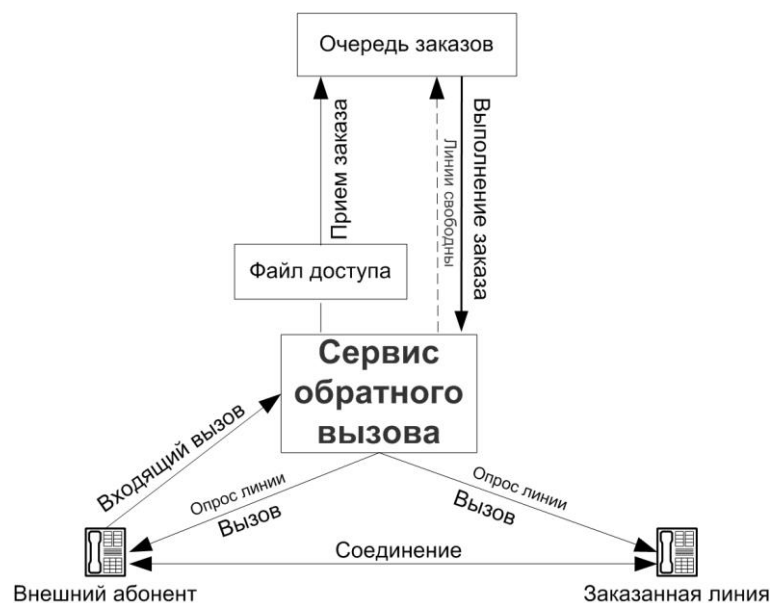 Очередь заказов
Прием заказа
Линии свободны
Выполнение заказа
Файл доступа
Сервис
обратного
вызова
Входящий вызов
Опрос линии
Вызов
Опрос линии
Вызов
Соединение
Внешний абонент
Заказанная линия